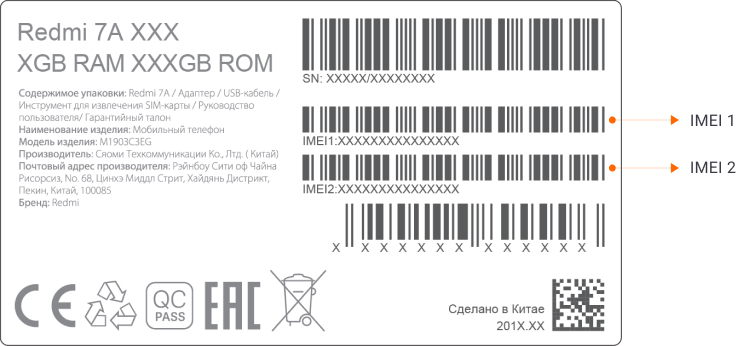 Redmi 7A XXX
XGB RAM XXXGB ROM
Содержимое упаковки: Redmi 7A / Адаптер / USB-кабель /
Инструмент для извлечения SIM-карты / Руководство
пользователя/ Гарантийный талон
Наименование изделия: Мобильный телефон
Модель изделия: M1903C3EG
Производитель: Сяоми Техкоммуникации Ко., Лтд. ( Китай)
Почтовый адрес производителя: Рэйнбоу Сити оф Чайна
Рисорсиз, No. 68, Цинхэ Миддл Стрит, Хайдянь Дистрикт,
Пекин, Китай, 100085
Бренд: Redmi
SN: XXXXX/XXXXXXXX
IMEI1:XXXXXXXXXXXXXXX
IMEI 1
IMEI2:XXXXXXXXXXXXXXX
IMEI 2
X X X X X X X X X X X X X
CE
QC
PASS
EAC
Сделано в Китае
201X.XX